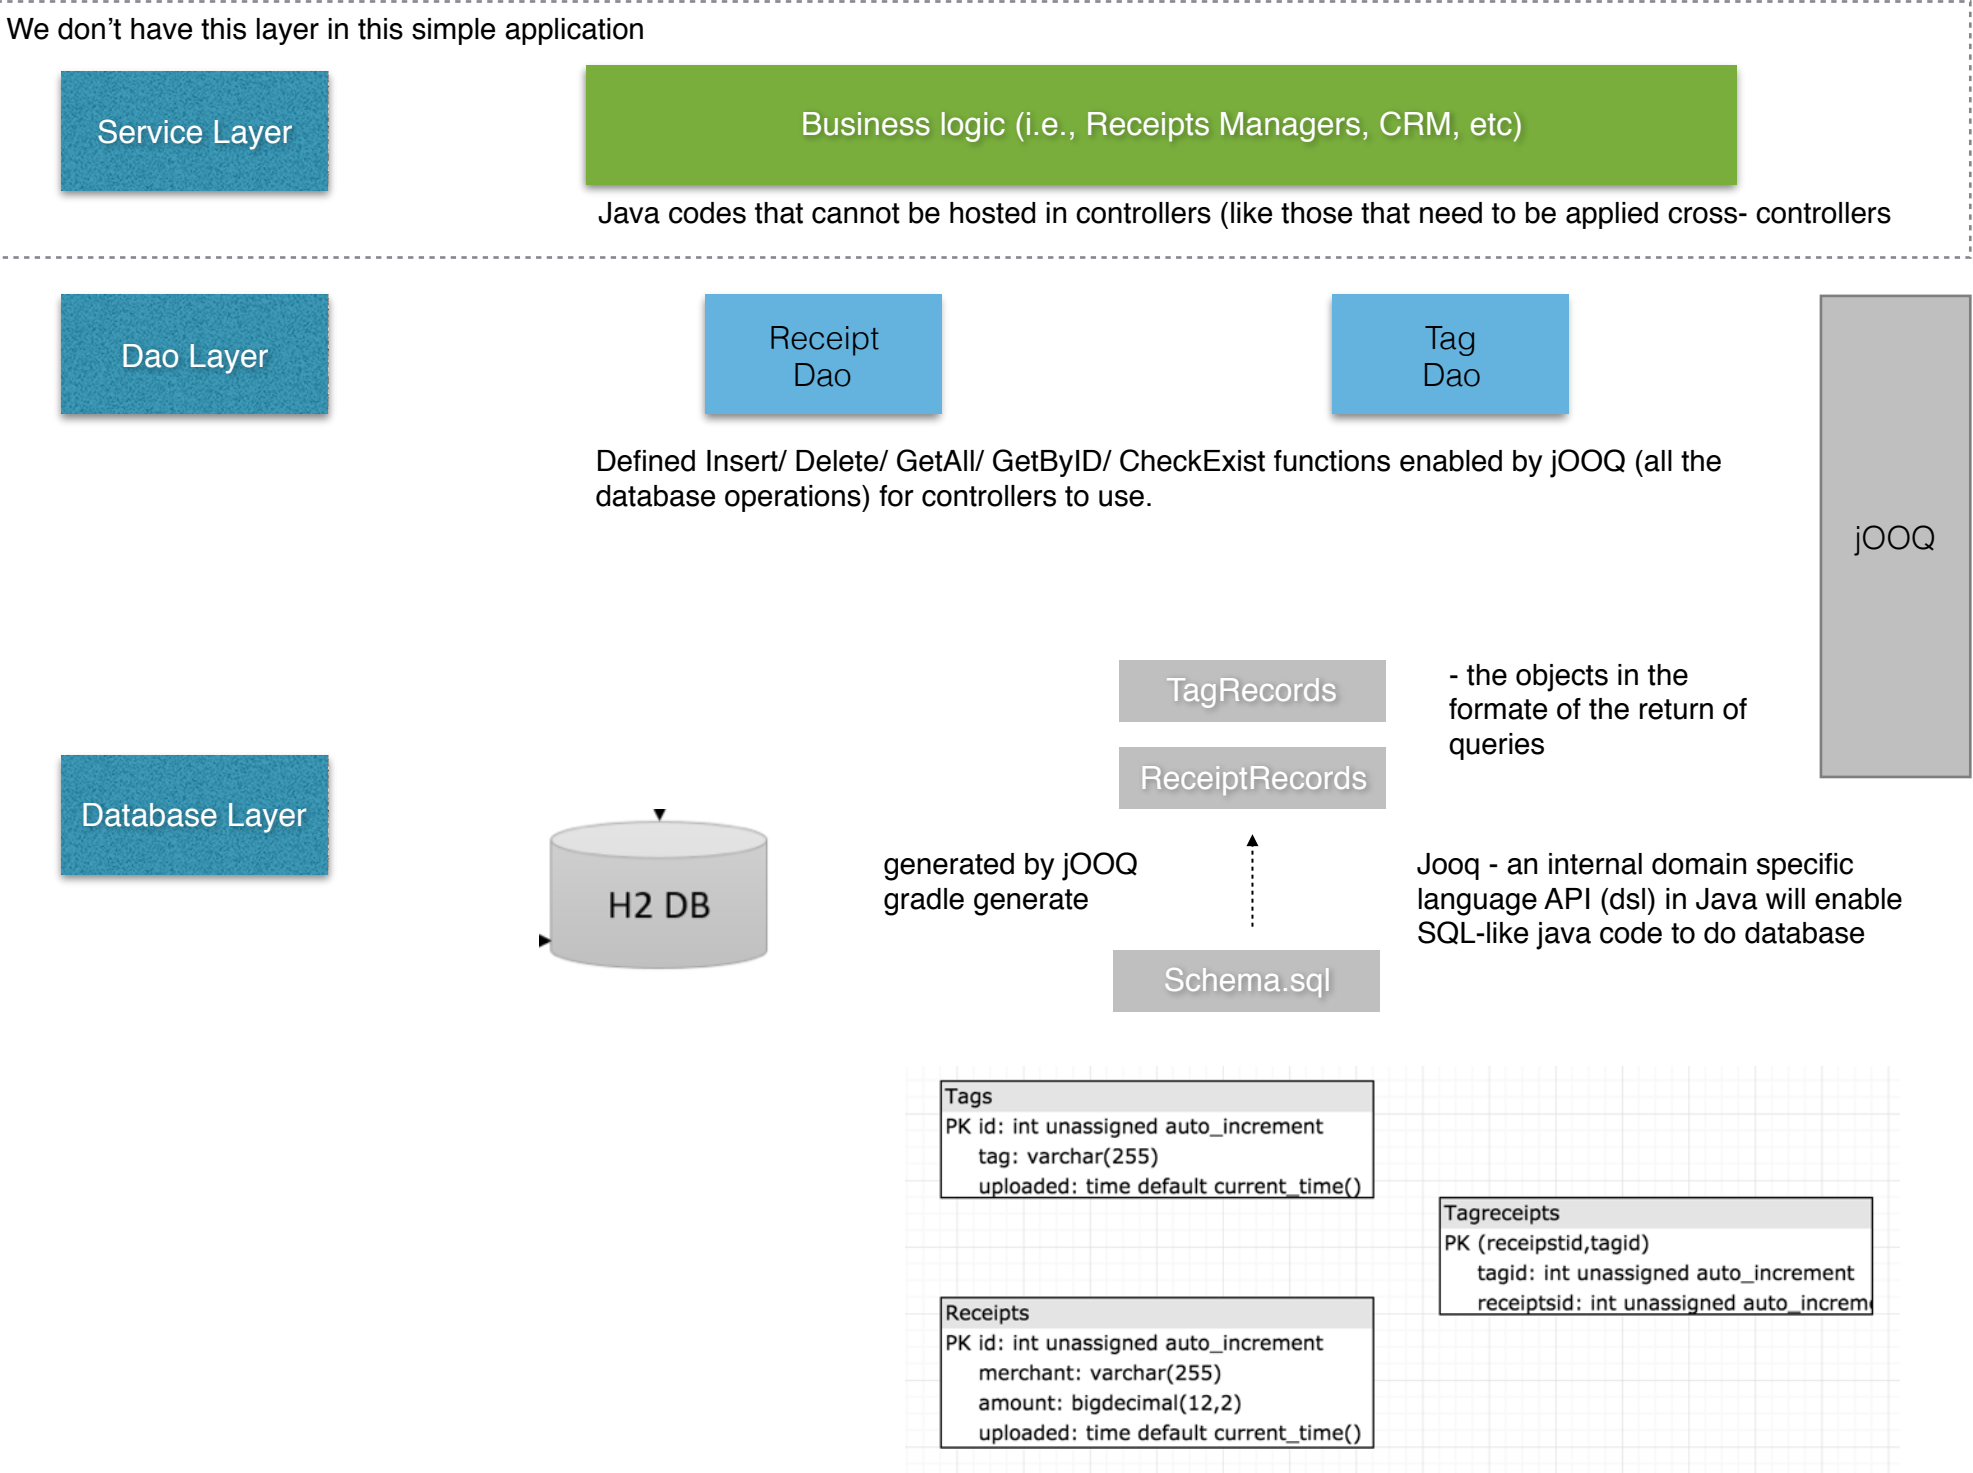 We don’t have this layer in this simple application
Service Layer
Business logic (i.e., Receipts Managers, CRM, etc)
Java codes that cannot be hosted in controllers (like those that need to be applied cross- controllers
Dao Layer
Receipt
Dao
Tag
Dao
Defined Insert/ Delete/ GetAll/ GetByID/ CheckExist functions enabled by jOOQ (all the
database operations) for controllers to use.
jOOQ
TagRecords
- the objects in the
formate of the return of
queries
ReceiptRecords
Database Layer
H2 DB
generated by jOOQ
gradle generate
Jooq - an internal domain specific
language API (dsl) in Java will enable
SQL-like java code to do database
Schema.sql
Tags
PK id: int unassigned auto_increment
tag: varchar(255)
uploaded: time default current_time()
Tagreceipts
PK (receipstid,tagid)
tagid: int unassigned auto_increment
receiptsid: int unassigned auto_increm
Receipts
PK id: int unassigned auto_increment
merchant: varchar(255)
amount: bigdecimal(12,2)
uploaded: time default current_time()